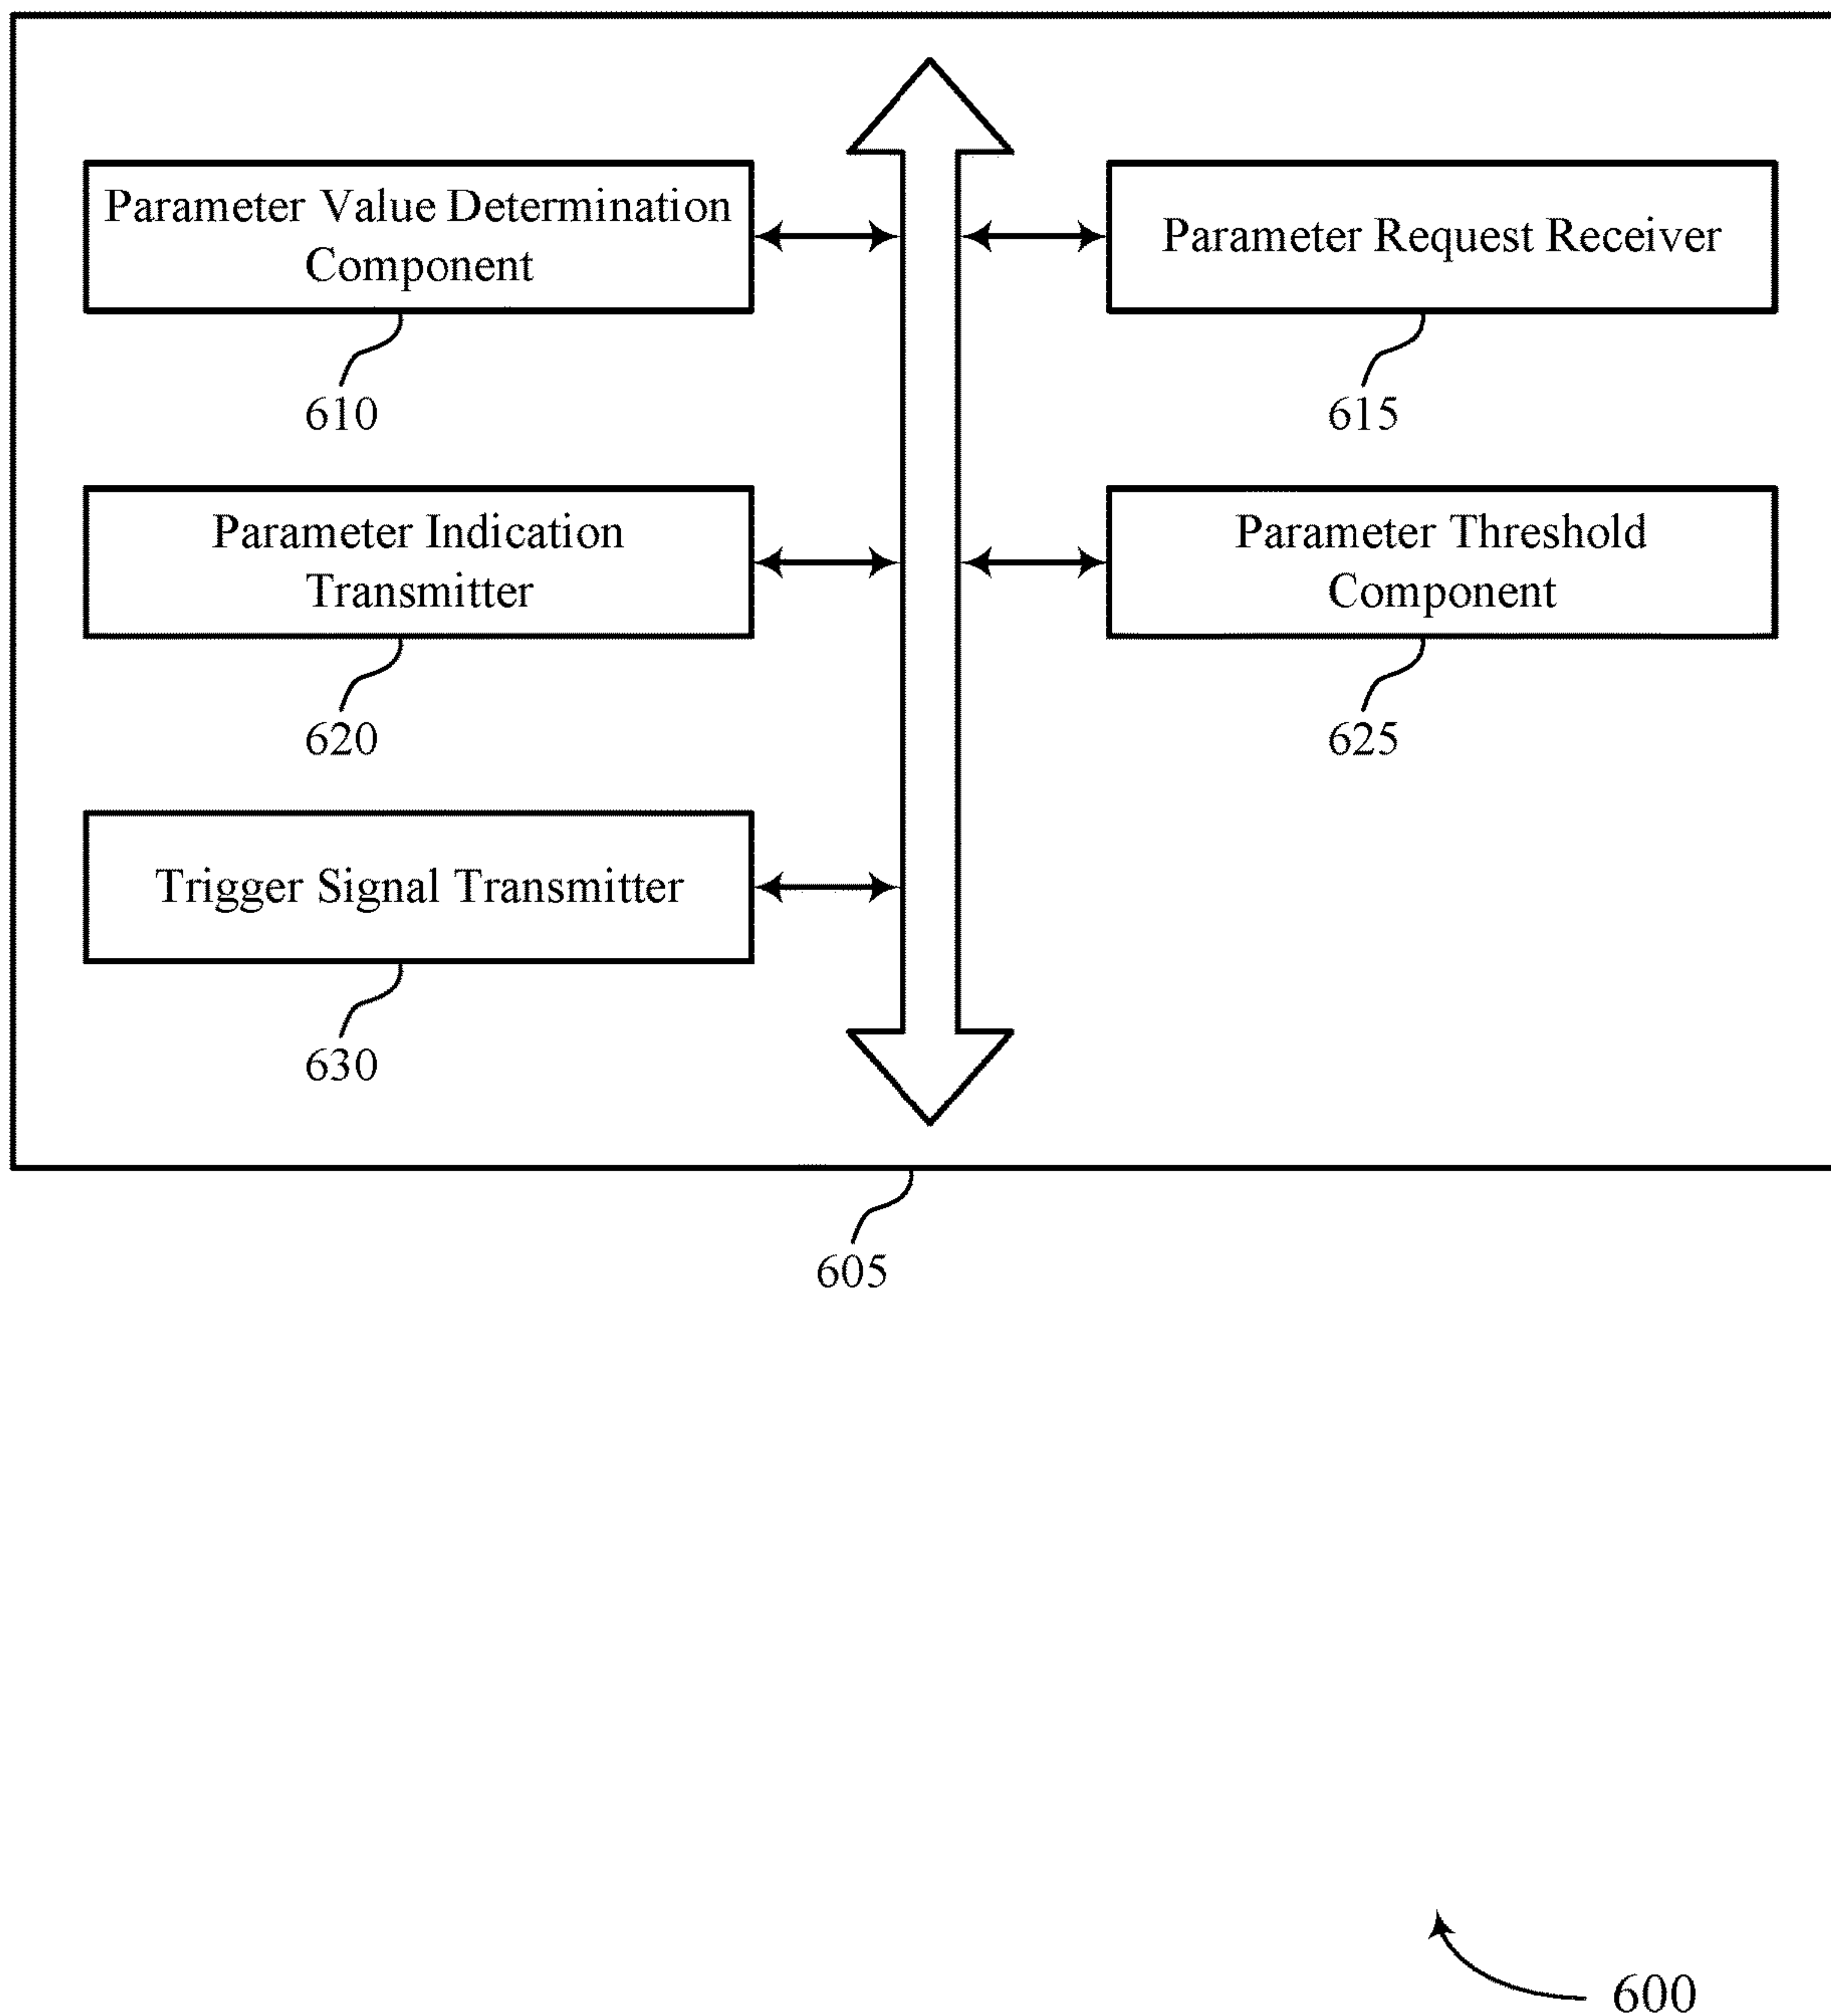 Parameter Value Determination
Component
610
Parameter Request Receiver
615
Parameter Indication
Transmitter
620
Parameter Threshold
Component
625
Trigger Signal Transmitter
630
605
600